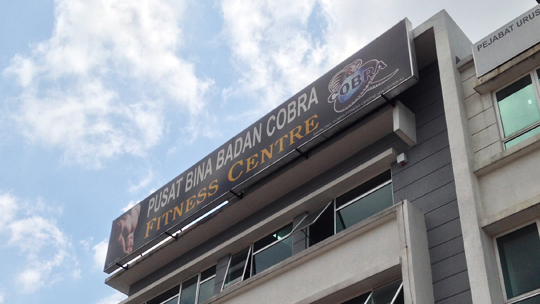 PUSAT BINA BADAN COBRA
FITNESS CENTRE
COBRA
PEJABAT URUS